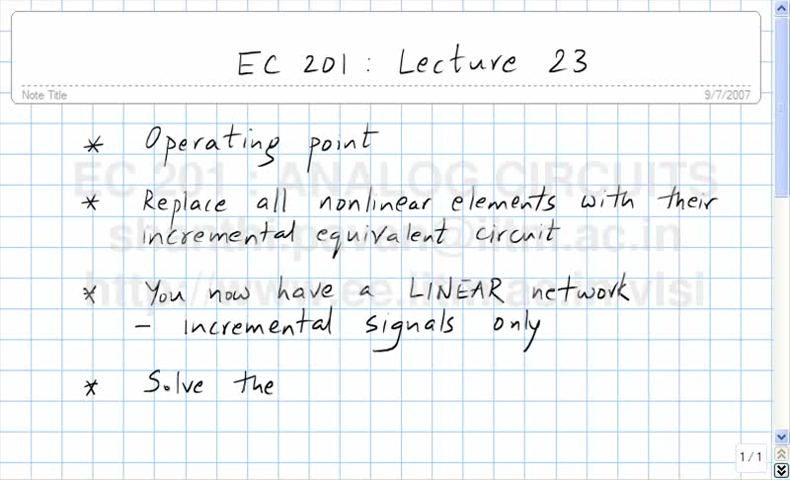 EC 201 : Lecture 23
Note Title
9/7/2007
* Operating point
EC 201 : ANALOG CIRCUITS
* Replace all nonlinear elements with their
incremental equivalent circuit
* You now have a LINEAR network
- incremental signals only
* Solve the
1 / 1